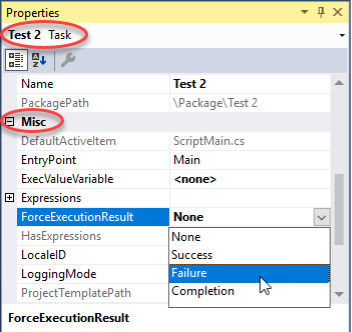 Properties
Test 2 Task
Name Test 2
PackagePath \Package\Test 2
Misc
DefaultActiveItem ScriptMain.cs
EntryPoint Main
ExecValueVariable <none>
Expressions
ForceExecutionResult None
HasExpressions None
LocaleID Success
LoggingMode Failure
ProjectTemplatePath Completion
ForceExecutionResult